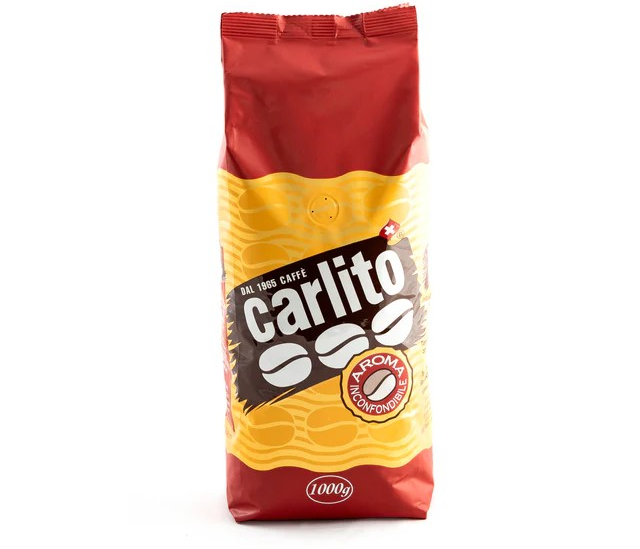 DAL 1965 CAFFÈ
carlito
AROMA
INCONFONDIBILE
1000g